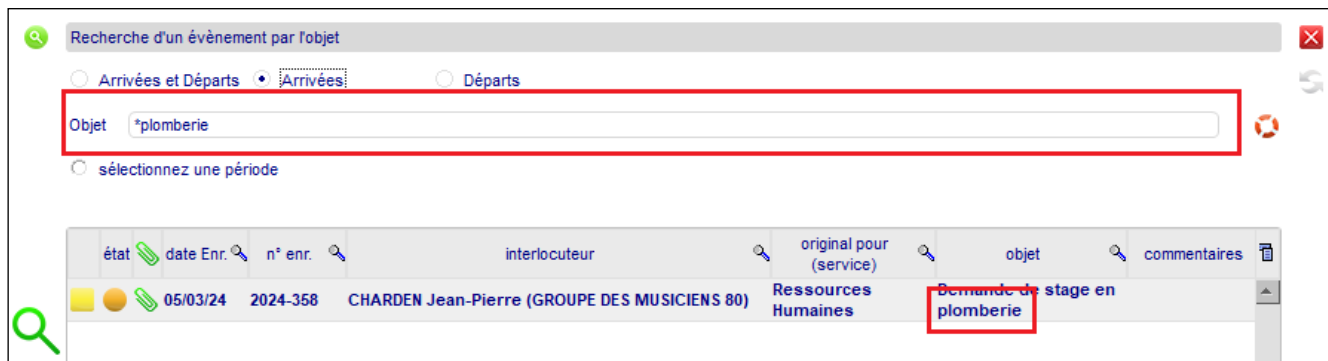 Recherche d'un évènement par l'objet
Arrivées et Départs Arrivées Départs
Objet *plomberie
sélectionnez une période
état date Enr. n° enr. interlocuteur original pour (service) objet commentaires
05/03/24 2024-358 CHARDEN Jean-Pierre (GROUPE DES MUSICIENS 80) Ressources Humaines Demande de stage en plomberie